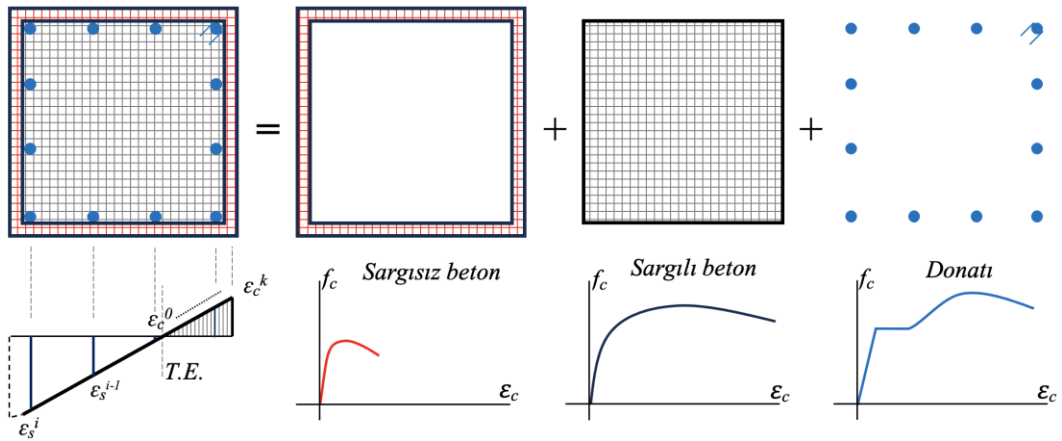 = + +
Sargısız beton
Sargılı beton
Donatı
f_c
f_c
f_c
ε_c^k
ε_c^0
T.E.
ε_s^{i-1}
ε_s^i
ε_c
ε_c
ε_c